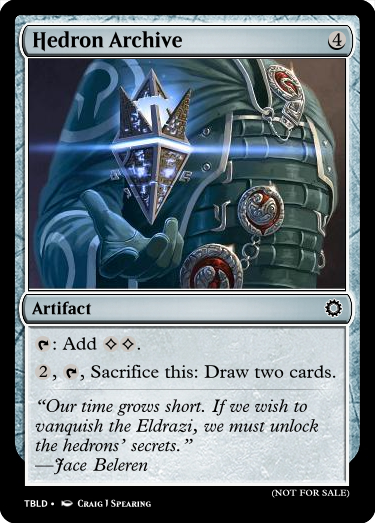 Hedron Archive 4
Artifact
: Add .
2, , Sacrifice this: Draw two cards.
“Our time grows short. If we wish to
vanquish the Eldrazi, we must unlock
the hedrons’ secrets.”
—Jace Beleren
(NOT FOR SALE)
TBLD • Craig J Spearing